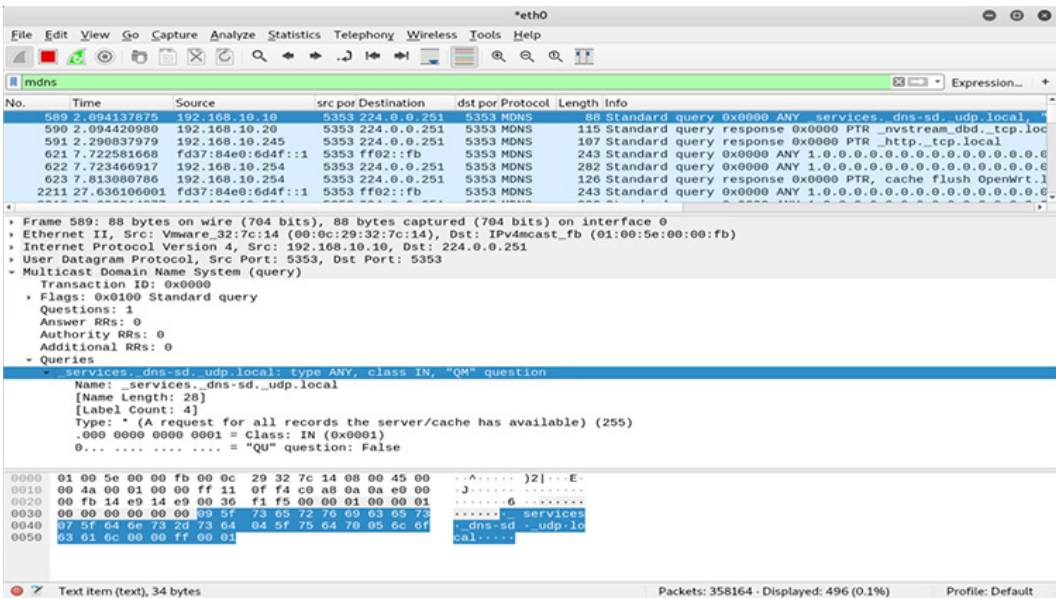 *eth0
File Edit View Go Capture Analyze Statistics Telephony Wireless Tools Help
mdns
Expression... +
No. Time Source src por Destination dst por Protocol Length Info
589 2.094137875 192.168.10.10 5353 224.0.0.251 5353 MDNS 88 Standard query 0x0000 ANY _services._dns-sd._udp.local, "
590 2.094420980 192.168.10.20 5353 224.0.0.251 5353 MDNS 115 Standard query response 0x0000 PTR _nvstream_dbd._tcp.loc
591 2.290837979 192.168.10.245 5353 224.0.0.251 5353 MDNS 107 Standard query response 0x0000 PTR _http._tcp.local
621 7.722581668 fd37:84e0:6d4f::1 5353 ff02::fb 5353 MDNS 243 Standard query 0x0000 ANY 1.0.0.0.0.0.0.0.0.0.0.0.0.0.0
622 7.723466917 192.168.10.254 5353 224.0.0.251 5353 MDNS 282 Standard query 0x0000 ANY 1.0.0.0.0.0.0.0.0.0.0.0.0.0.0
623 7.813080786 192.168.10.254 5353 224.0.0.251 5353 MDNS 126 Standard query response 0x0000 PTR, cache flush OpenWrt.l
2211 27.636106001 fd37:84e0:6d4f::1 5353 ff02::fb 5353 MDNS 243 Standard query 0x0000 ANY 1.0.0.0.0.0.0.0.0.0.0.0.0.0.0
Frame 589: 88 bytes on wire (704 bits), 88 bytes captured (704 bits) on interface 0
Ethernet II, Src: Vmware_32:7c:14 (00:0c:29:32:7c:14), Dst: IPv4mcast_fb (01:00:5e:00:00:fb)
Internet Protocol Version 4, Src: 192.168.10.10, Dst: 224.0.0.251
User Datagram Protocol, Src Port: 5353, Dst Port: 5353
Multicast Domain Name System (query)
Transaction ID: 0x0000
Flags: 0x0100 Standard query
Questions: 1
Answer RRs: 0
Authority RRs: 0
Additional RRs: 0
Queries
_services._dns-sd._udp.local: type ANY, class IN, "QM" question
Name: _services._dns-sd._udp.local
[Name Length: 28]
[Label Count: 4]
Type: * (A request for all records the server/cache has available) (255)
.000 0000 0000 0001 = Class: IN (0x0001)
0... .... .... .... = "QU" question: False
0000 01 00 5e 00 00 fb 00 0c 29 32 7c 14 08 00 45 00 ··^····· )2|···E·
0010 00 4a 00 01 00 00 ff 11 0f f4 c0 a8 0a 0a e0 00 ·J······ ········
0020 00 fb 14 e9 14 e9 00 36 f1 f5 00 00 01 00 00 01 ·······6 ········
0030 00 00 00 00 00 00 09 5f 73 65 72 76 69 63 65 73 ·······_ services
0040 07 5f 64 6e 73 2d 73 64 04 5f 75 64 70 05 6c 6f ·_dns-sd ·_udp·lo
0050 63 61 6c 00 00 ff 00 01 cal·····
Text item (text), 34 bytes
Packets: 358164 · Displayed: 496 (0.1%)
Profile: Default